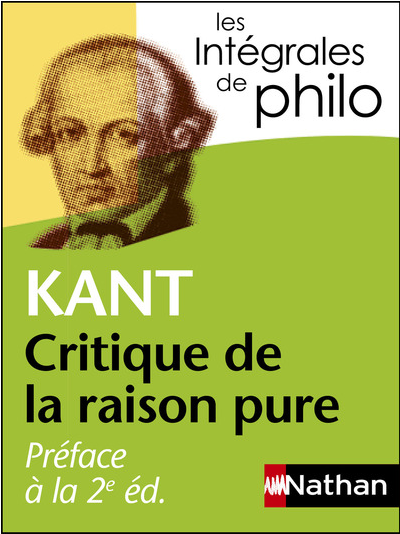 les
Intégrales
de philo
KANT
Critique de
la raison pure
Préface
à la 2e éd.
Nathan